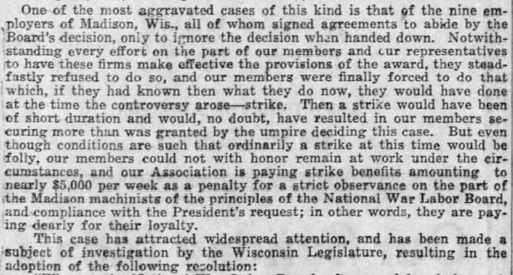 One of the most aggravated cases of this kind is that of the nine em-
ployers of Madison, Wis., all of whom signed agreements to abide by the
Board's decision, only to ignore the decision when handed down. Notwith-
standing every effort on the part of our members and our representatives
to have these firms make effective the provisions of the award, they stead-
fastly refused to do so, and our members were finally forced to do that
which, if they had known then what they do now, they would have done
at the time the controversy arose—strike. Then a strike would have been
of short duration and would, no doubt, have resulted in our members se-
curing more than was granted by the umpire deciding this case. But even
though conditions are such that ordinarily a strike at this time would be
folly, our members could not with honor remain at work under the cir-
cumstances, and our Association is paying strike benefits amounting to
nearly $5,000 per week as a penalty for a strict observance on the part of
the Madison machinists of the principles of the National War Labor Board,
and compliance with the President's request; in other words, they are pay-
ing dearly for their loyalty.
This case has attracted widespread attention, and has been made a
subject of investigation by the Wisconsin Legislature, resulting in the
adoption of the following resolution: